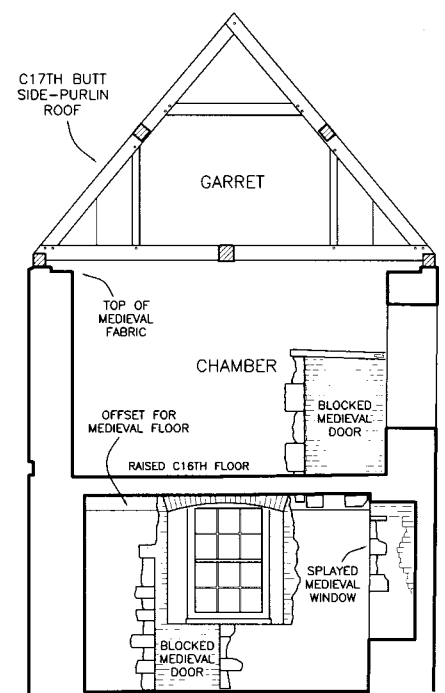 C17TH BUTT
SIDE-PURLIN
ROOF
GARRET
TOP OF
MEDIEVAL
FABRIC
CHAMBER
BLOCKED
MEDIEVAL
DOOR
OFFSET FOR
MEDIEVAL FLOOR
RAISED C16TH FLOOR
SPLAYED
MEDIEVAL
WINDOW
BLOCKED
MEDIEVAL
DOOR